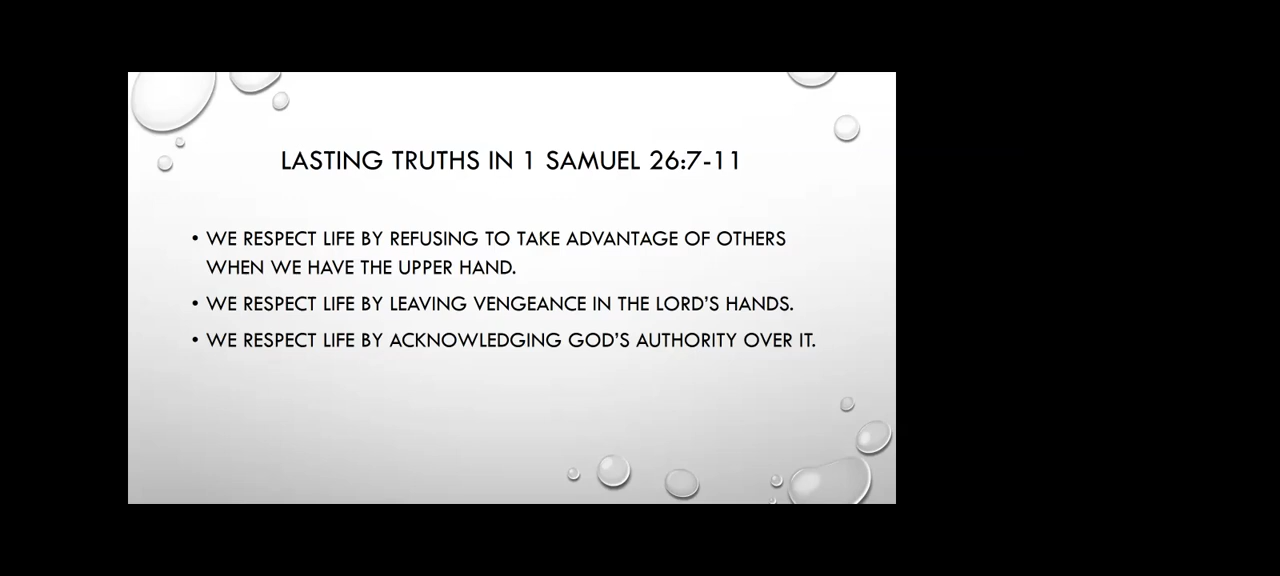 LASTING TRUTHS IN 1 SAMUEL 26:7-11
• WE RESPECT LIFE BY REFUSING TO TAKE ADVANTAGE OF OTHERS
WHEN WE HAVE THE UPPER HAND.
• WE RESPECT LIFE BY LEAVING VENGEANCE IN THE LORD’S HANDS.
• WE RESPECT LIFE BY ACKNOWLEDGING GOD’S AUTHORITY OVER IT.